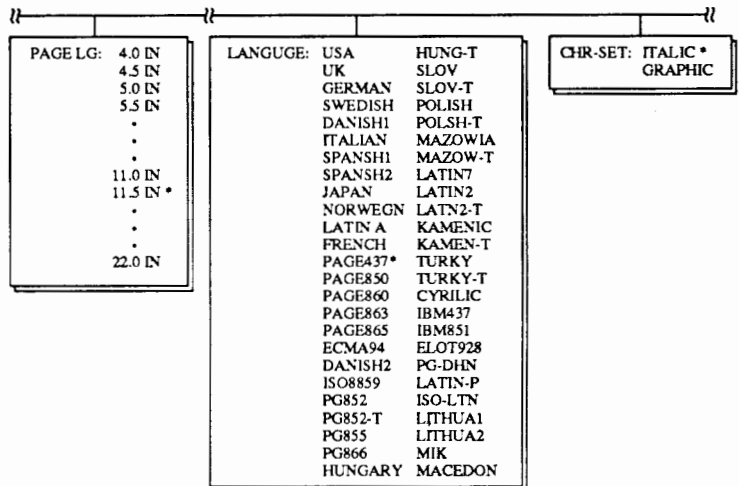 PAGE LG: 4.0 IN
4.5 IN
5.0 IN
5.5 IN
•
•
•
11.0 IN
11.5 IN *
•
•
•
22.0 IN
LANGUGE: USA HUNG-T
UK SLOV
GERMAN SLOV-T
SWEDISH POLISH
DANISH1 POLSH-T
ITALIAN MAZOWIA
SPANSH1 MAZOW-T
SPANSH2 LATIN7
JAPAN LATIN2
NORWEGN LATN2-T
LATIN A KAMENIC
FRENCH KAMEN-T
PAGE437* TURKY
PAGE850 TURKY-T
PAGE860 CYRILIC
PAGE863 IBM437
PAGE865 IBM851
ECMA94 ELOT928
DANISH2 PG-DHN
ISO8859 LATIN-P
PG852 ISO-LTN
PG852-T LITHUA1
PG855 LITHUA2
PG866 MIK
HUNGARY MACEDON
CHR-SET: ITALIC *
GRAPHIC